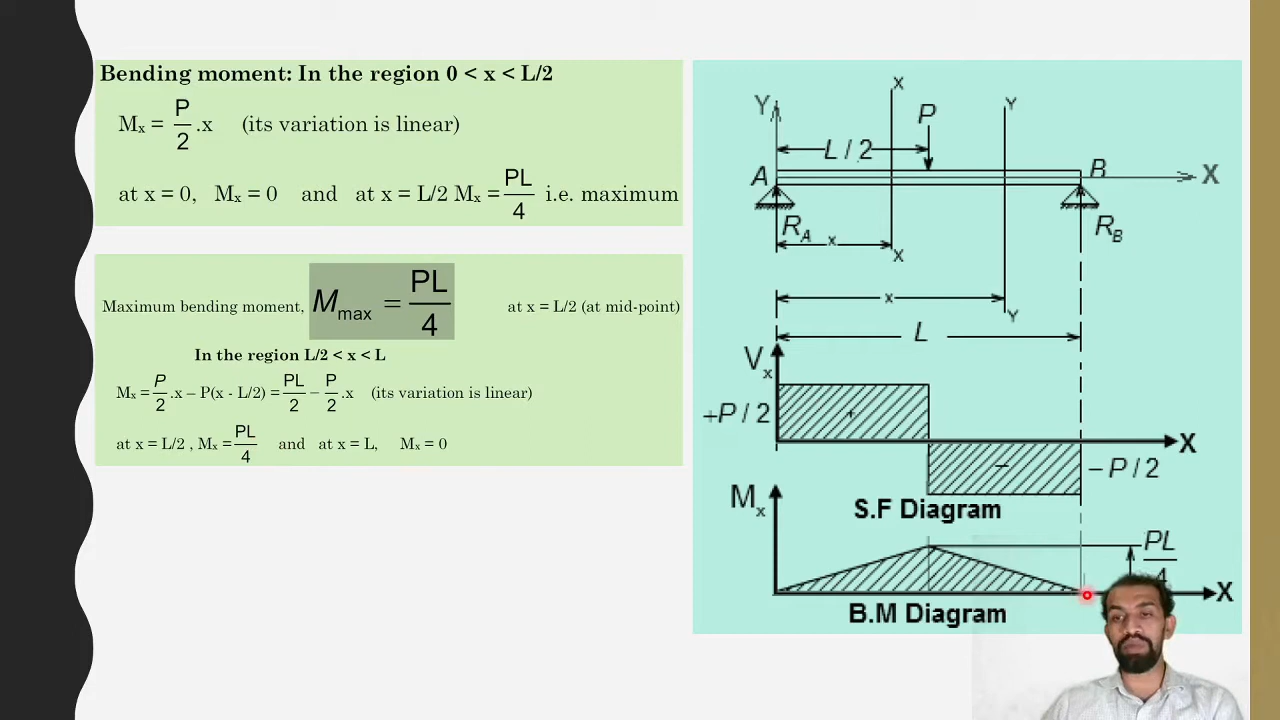 Bending moment: In the region 0 < x < L/2
Mx = P/2 .x (its variation is linear)
at x = 0, Mx = 0 and at x = L/2 Mx = PL/4 i.e. maximum
Maximum bending moment, Mmax = PL/4 at x = L/2 (at mid-point)
In the region L/2 < x < L
Mx = P/2 .x – P(x - L/2) = PL/2 – P/2 .x (its variation is linear)
at x = L/2 , Mx = PL/4 and at x = L, Mx = 0
X
Y Y
P
L / 2
A B X
RA RB
x
X
x
Y
L
Vx
+P / 2 +
X
– – P / 2
Mx
S.F Diagram
PL/4
X
B.M Diagram